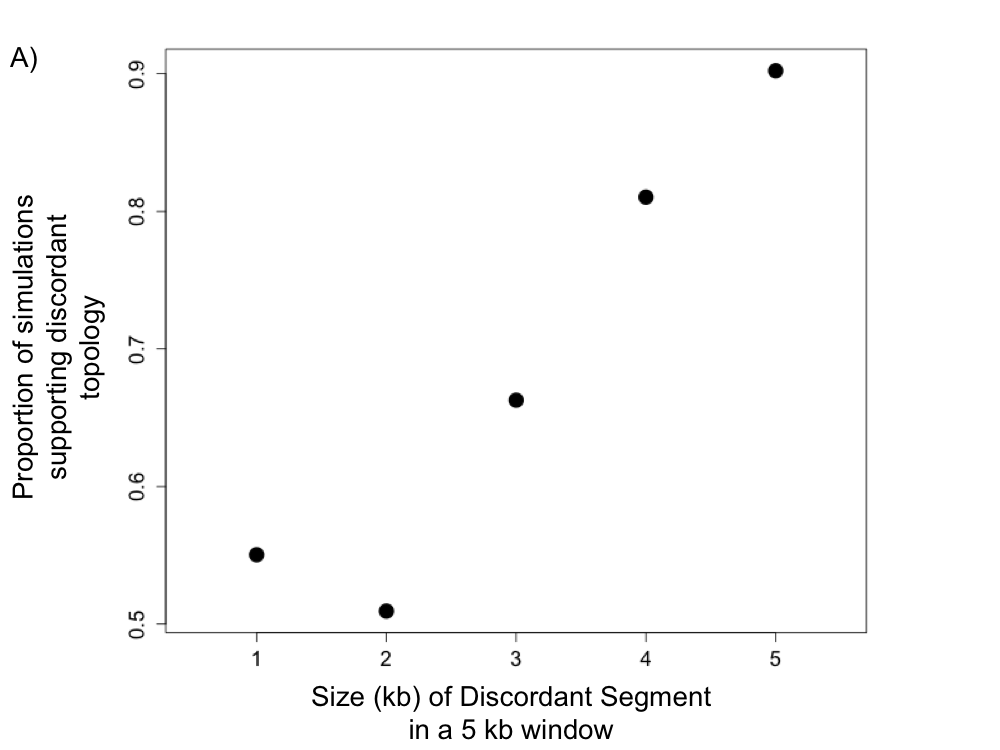 A)
Proportion of simulations
supporting discordant
topology
0.9
0.8
0.7
0.6
0.5
1 2 3 4 5
Size (kb) of Discordant Segment
in a 5 kb window